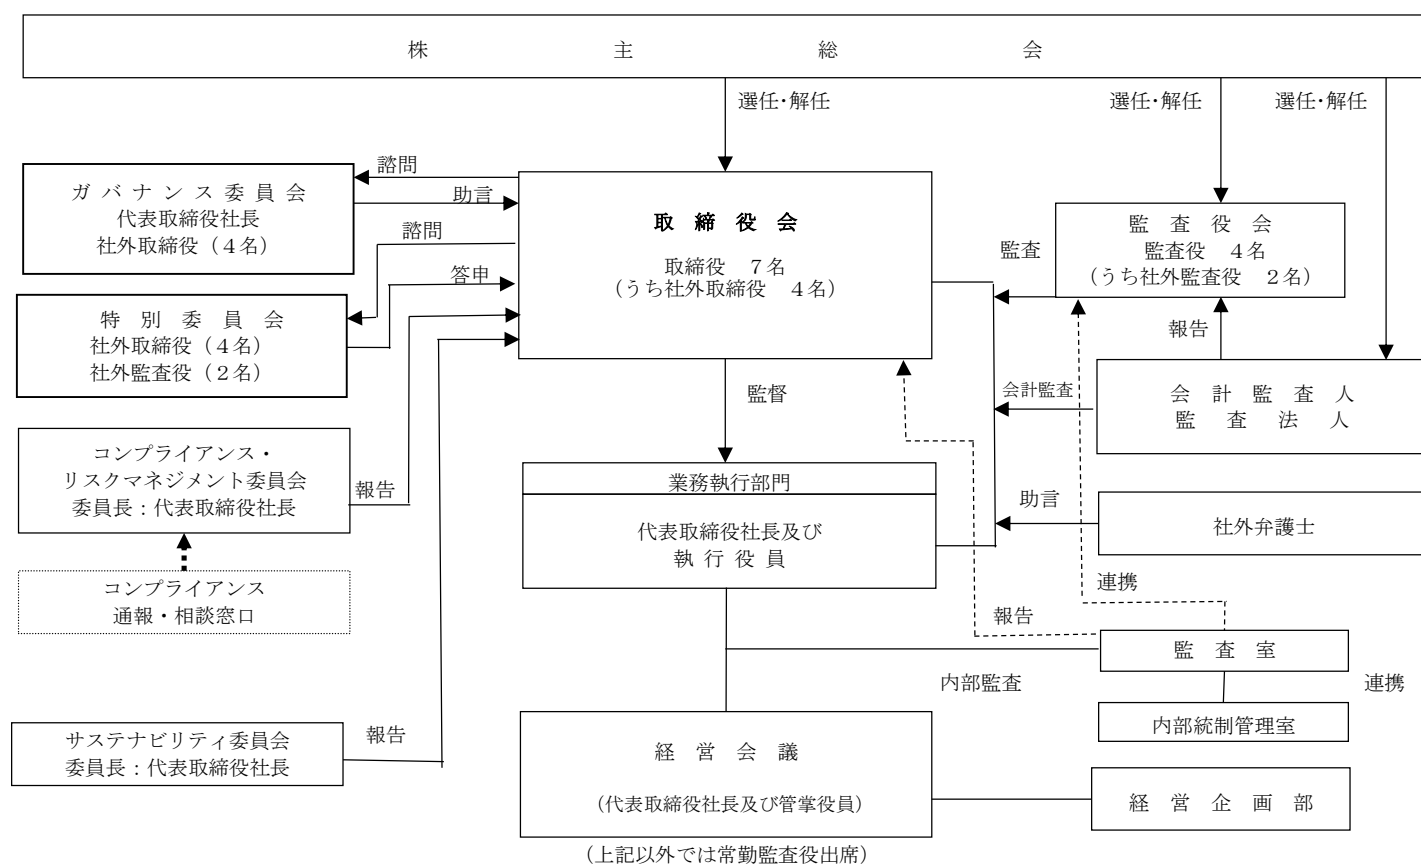 株主総会
選任・解任
選任・解任
選任・解任
諮問
ガバナンス委員会
代表取締役社長
社外取締役（４名）
助言
諮問
答申
取締役会
取締役　７名
（うち社外取締役　４名）
監査
監査役会
監査役　４名
（うち社外監査役　２名）
特別委員会
社外取締役（４名）
社外監査役（２名）
報告
監督
会計監査
会計監査人
監査法人
コンプライアンス・
リスクマネジメント委員会
委員長：代表取締役社長
報告
業務執行部門
代表取締役社長及び
執行役員
助言
社外弁護士
コンプライアンス
通報・相談窓口
連携
報告
監査室
内部監査
連携
内部統制管理室
サステナビリティ委員会
委員長：代表取締役社長
報告
経営会議
（代表取締役社長及び管掌役員）
経営企画部
（上記以外では常勤監査役出席）